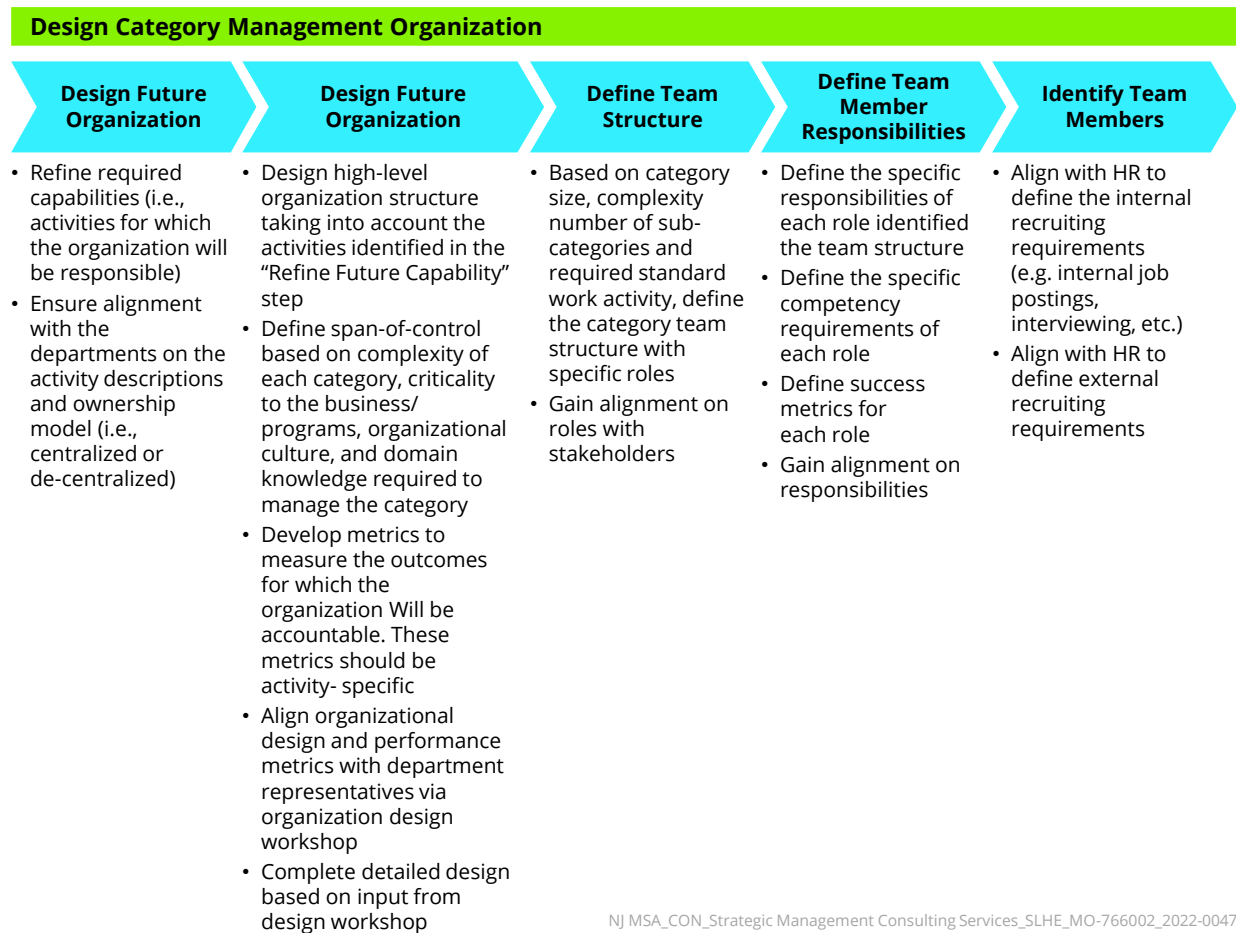 Design Category Management Organization
Design Future
Organization
• Refine required
capabilities (i.e.,
activities for which
the organization will
be responsible)
• Ensure alignment
with the
departments on the
activity descriptions
and ownership
model (i.e.,
centralized or
de-centralized)
Design Future
Organization
• Design high-level
organization structure
taking into account the
activities identified in the
“Refine Future Capability”
step
• Define span-of-control
based on complexity of
each category, criticality
to the business/
programs, organizational
culture, and domain
knowledge required to
manage the category
• Develop metrics to
measure the outcomes
for which the
organization Will be
accountable. These
metrics should be
activity- specific
• Align organizational
design and performance
metrics with department
representatives via
organization design
workshop
• Complete detailed design
based on input from
design workshop
Define Team
Structure
• Based on category
size, complexity
number of sub-
categories and
required standard
work activity, define
the category team
structure with
specific roles
• Gain alignment on
roles with
stakeholders
Define Team
Member
Responsibilities
• Define the specific
responsibilities of
each role identified
the team structure
• Define the specific
competency
requirements of
each role
• Define success
metrics for
each role
• Gain alignment on
responsibilities
Identify Team
Members
• Align with HR to
define the internal
recruiting
requirements
(e.g. internal job
postings,
interviewing, etc.)
• Align with HR to
define external
recruiting
requirements
NJ MSA_CON_Strategic Management Consulting Services_SLHE_MO-766002_2022-0047